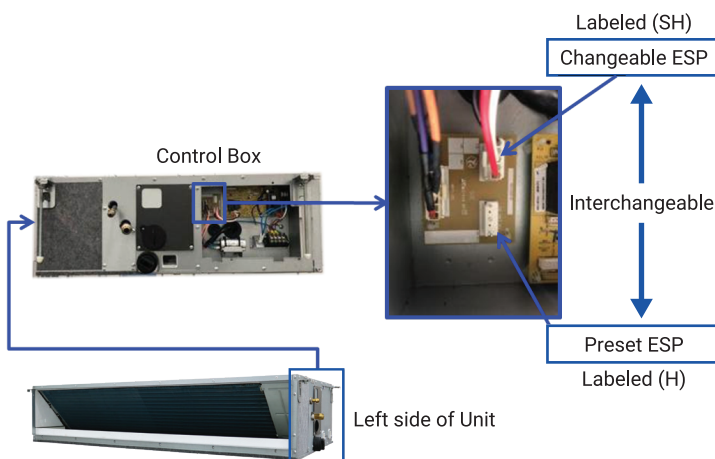 Labeled (SH)
Changeable ESP
Control Box
Interchangeable
Preset ESP
Labeled (H)
Left side of Unit